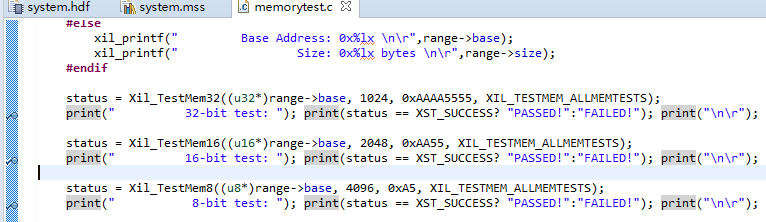 system.hdf system.mss memorytest.c
#else
xil_printf("         Base Address: 0x%lx \n\r",range->base);
xil_printf("                 Size: 0x%lx bytes \n\r",range->size);
#endif
status = Xil_TestMem32((u32*)range->base, 1024, 0xAAAA5555, XIL_TESTMEM_ALLMEMTESTS);
print("          32-bit test: "); print(status == XST_SUCCESS? "PASSED!":"FAILED!"); print("\n\r");
status = Xil_TestMem16((u16*)range->base, 2048, 0xAA55, XIL_TESTMEM_ALLMEMTESTS);
print("          16-bit test: "); print(status == XST_SUCCESS? "PASSED!":"FAILED!"); print("\n\r");
status = Xil_TestMem8((u8*)range->base, 4096, 0xA5, XIL_TESTMEM_ALLMEMTESTS);
print("           8-bit test: "); print(status == XST_SUCCESS? "PASSED!":"FAILED!"); print("\n\r");